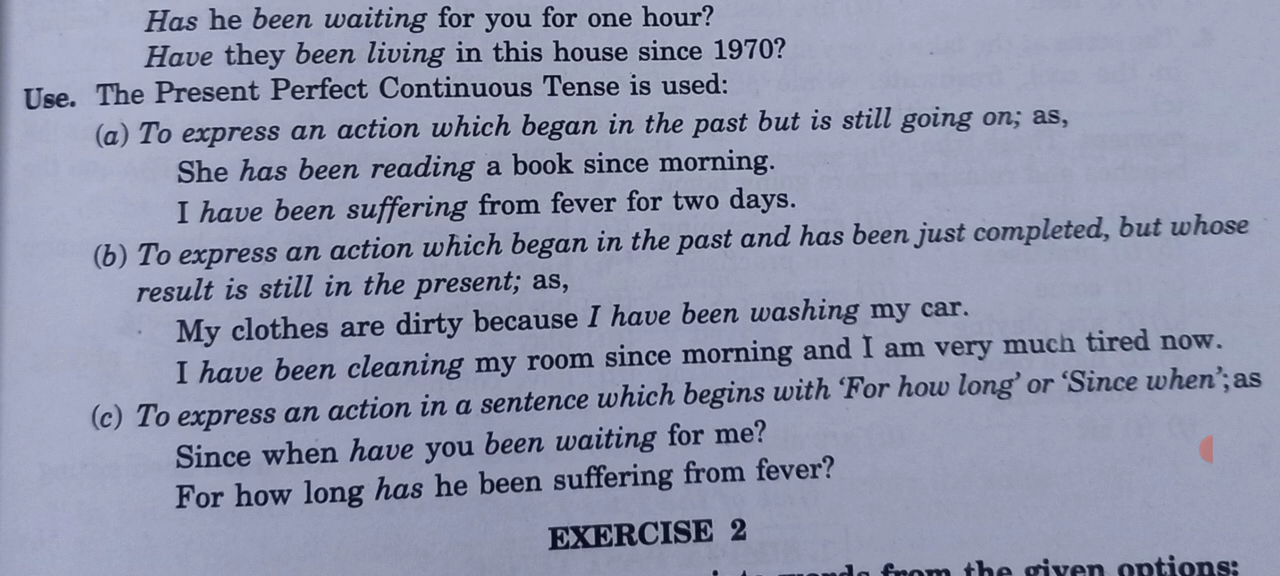 Has he been waiting for you for one hour?
Have they been living in this house since 1970?
Use. The Present Perfect Continuous Tense is used:
(a) To express an action which began in the past but is still going on; as,
She has been reading a book since morning.
I have been suffering from fever for two days.
(b) To express an action which began in the past and has been just completed, but whose
result is still in the present; as,
My clothes are dirty because I have been washing my car.
I have been cleaning my room since morning and I am very much tired now.
(c) To express an action in a sentence which begins with ‘For how long’ or ‘Since when’; as
Since when have you been waiting for me?
For how long has he been suffering from fever?
EXERCISE 2
words from the given options: